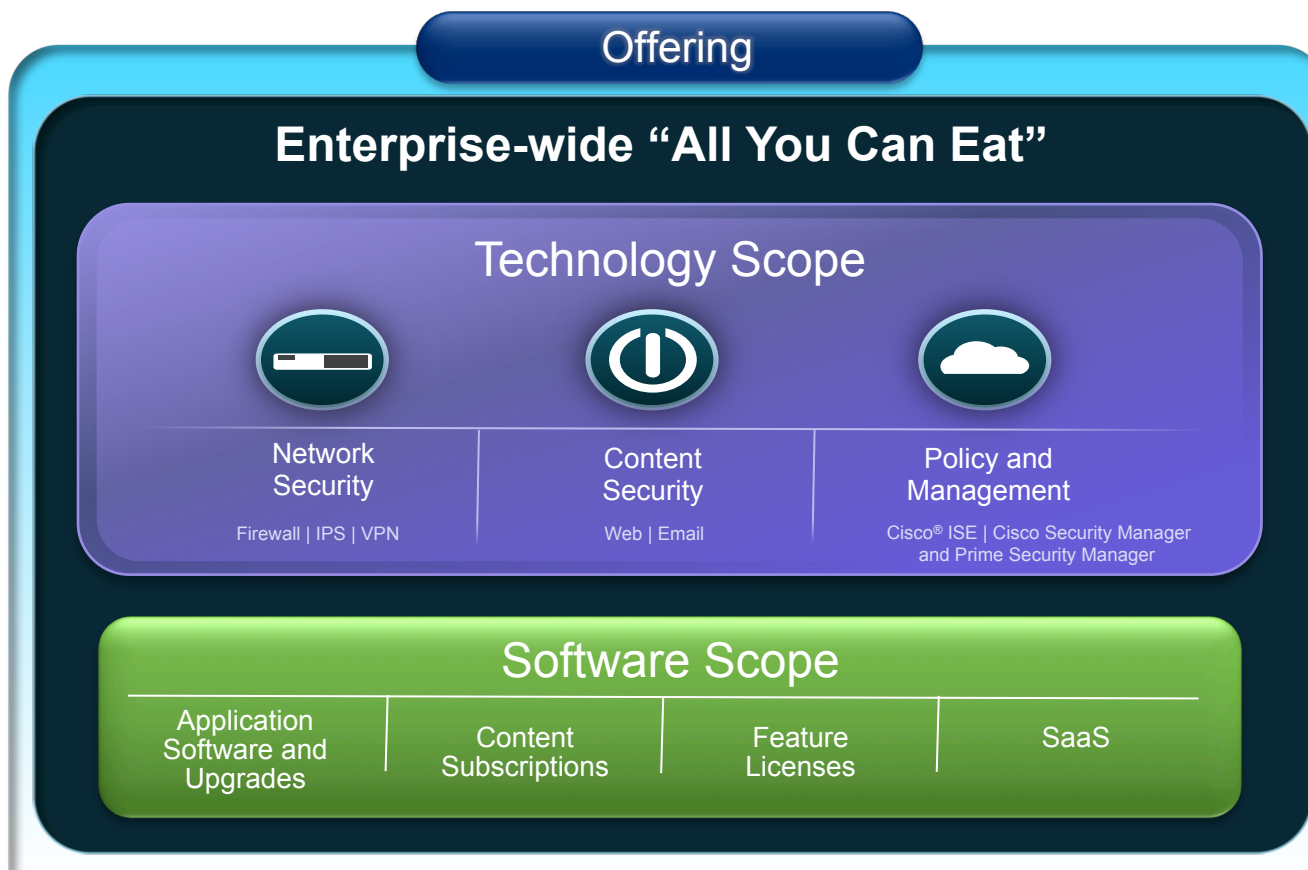 Offering
Enterprise-wide “All You Can Eat”
Technology Scope
Network
Security
Firewall | IPS | VPN
Content
Security
Web | Email
Policy and
Management
Cisco® ISE | Cisco Security Manager
and Prime Security Manager
Software Scope
Application
Software and
Upgrades
Content
Subscriptions
Feature
Licenses
SaaS